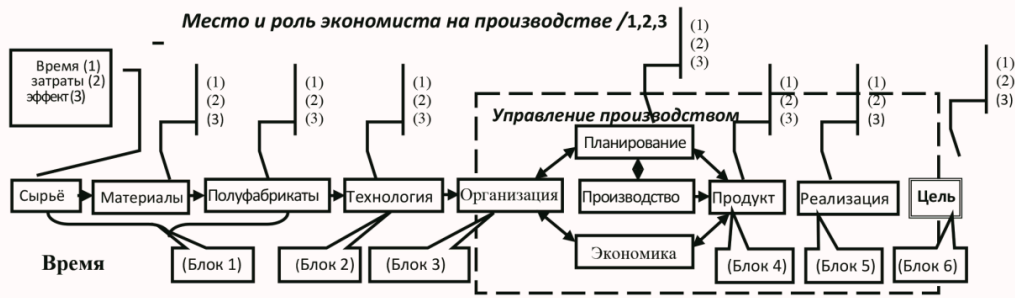 Место и роль экономиста на производстве /1,2,3
Время (1)
затраты (2)
эффект(3)
(1)
(2)
(3)
(1)
(2)
(3)
(1)
(2)
(3)
(1)
(2)
(3)
(1)
(2)
(3)
(1)
(2)
(3)
(1)
(2)
(3)
Управление производством
Планирование
Сырьё
Материалы
Полуфабрикаты
Технология
Организация
Производство
Продукт
Реализация
Цель
Экономика
Время
(Блок 1)
(Блок 2)
(Блок 3)
(Блок 4)
(Блок 5)
(Блок 6)